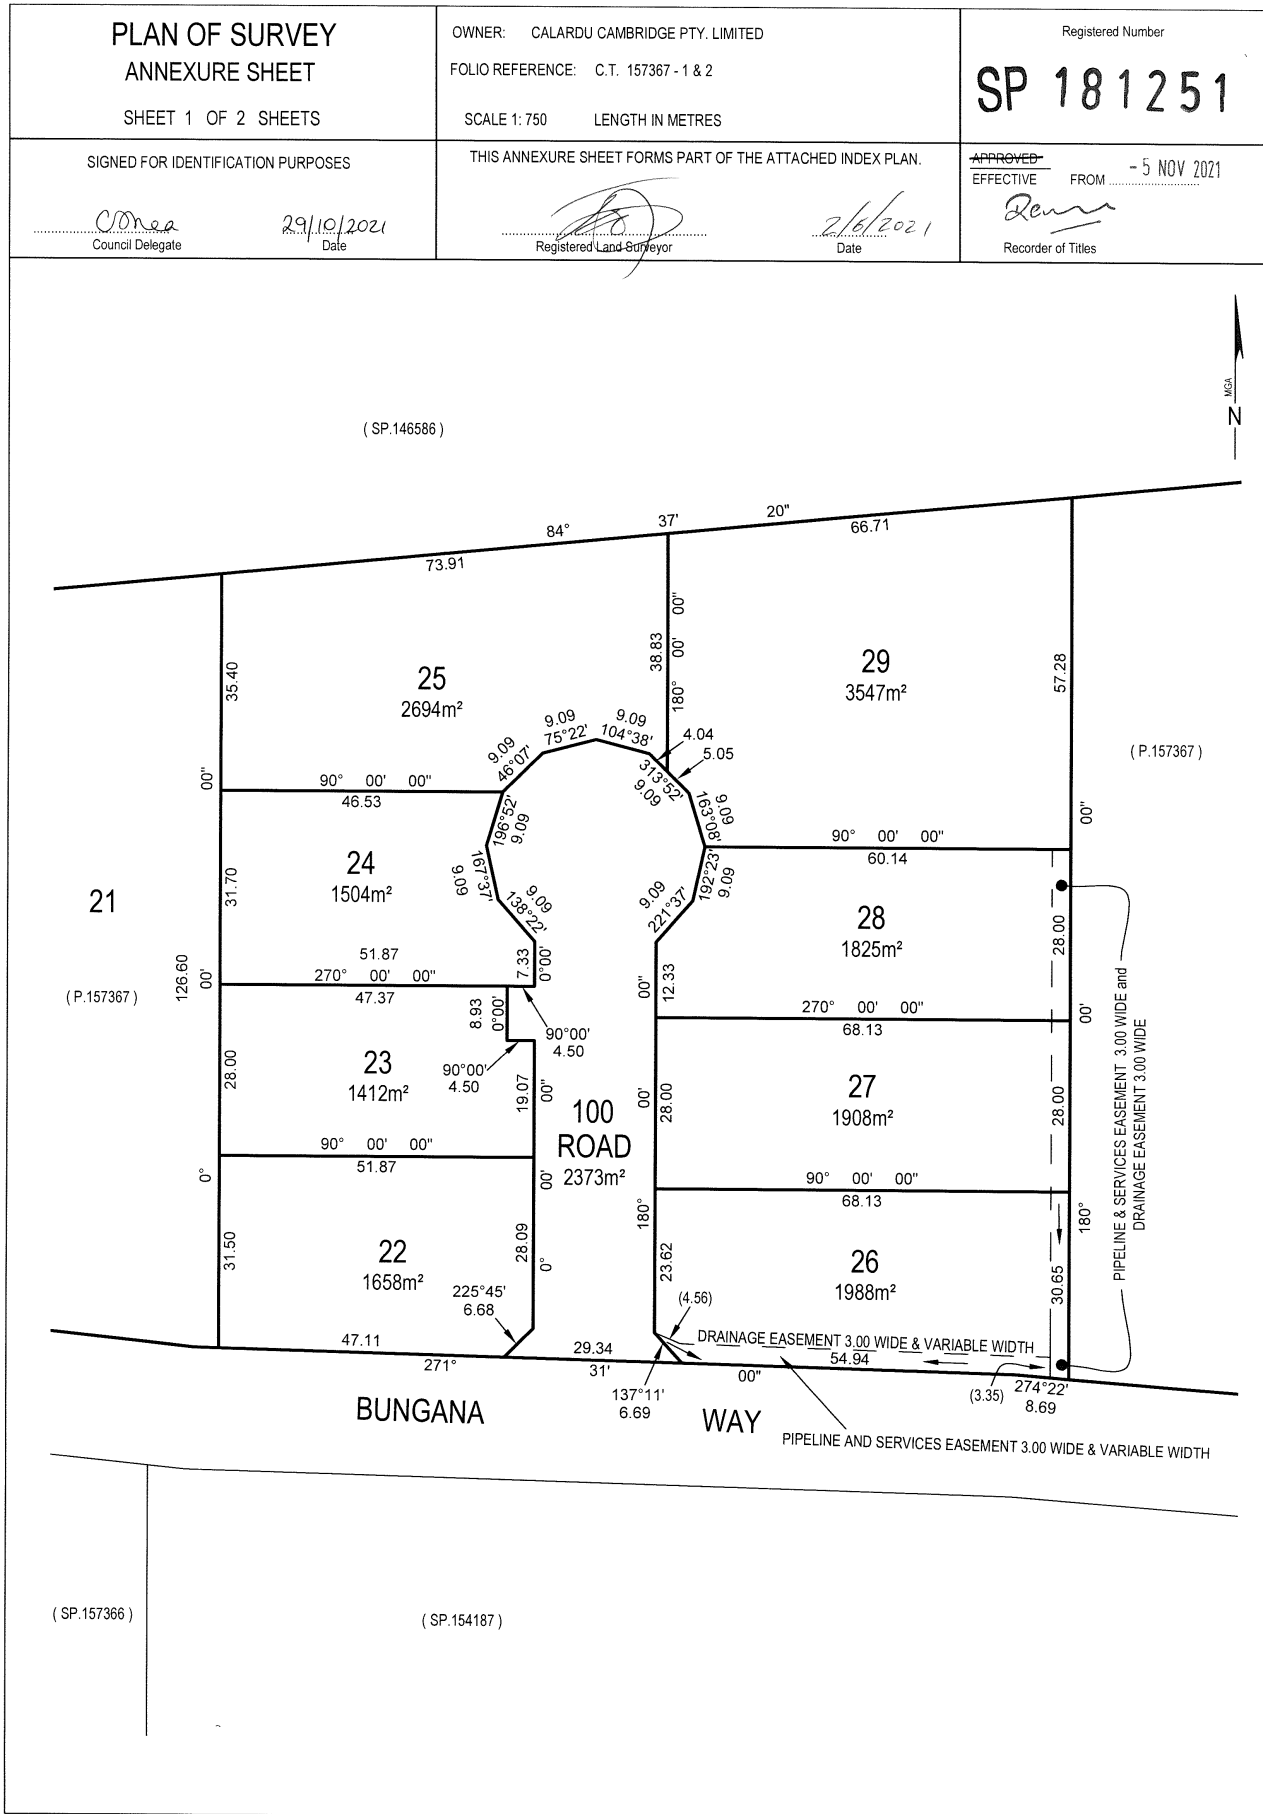 PLAN OF SURVEY
ANNEXURE SHEET
SHEET 1 OF 2 SHEETS
OWNER: CALARDU CAMBRIDGE PTY. LIMITED
FOLIO REFERENCE: C.T. 157367 - 1 & 2
SCALE 1: 750 LENGTH IN METRES
Registered Number
SP 181251
SIGNED FOR IDENTIFICATION PURPOSES
29/10/2021
Council Delegate Date
THIS ANNEXURE SHEET FORMS PART OF THE ATTACHED INDEX PLAN.
2/6/2021
Registered Land Surveyor Date
APPROVED
EFFECTIVE FROM - 5 NOV 2021
Recorder of Titles
MGA
N
( SP.146586 )
84° 37' 20"
73.91
66.71
35.40
25
2694m²
38.83
180° 00' 00"
29
3547m²
57.28
( P.157367 )
9.09
46°07'
9.09
75°22'
9.09
104°38'
4.04
5.05
313°52'
9.09
9.09
163°08'
90° 00' 00"
46.53
196°52'
9.09
90° 00' 00"
60.14
24
1504m²
31.70
167°37'
9.09
9.09
138°22'
192°23'
9.09
9.09
221°37'
21
( P.157367 )
126.60
0° 00' 00"
28
1825m²
28.00
51.87
270° 00' 00"
47.37
7.33
0°00'
12.33
270° 00' 00"
68.13
8.93
0°00'
90°00'
4.50
90°00'
4.50
23
1412m²
28.00
19.07
100
ROAD
2373m²
28.00
27
1908m²
28.00
90° 00' 00"
51.87
0° 00' 00"
180° 00' 00"
90° 00' 00"
68.13
180° 00' 00"
PIPELINE & SERVICES EASEMENT 3.00 WIDE and
DRAINAGE EASEMENT 3.00 WIDE
22
1658m²
31.50
28.09
225°45'
6.68
23.62
(4.56)
26
1988m²
30.65
DRAINAGE EASEMENT 3.00 WIDE & VARIABLE WIDTH
47.11
29.34
54.94
271° 31' 00"
137°11'
6.69
(3.35)
274°22'
8.69
BUNGANA WAY
PIPELINE AND SERVICES EASEMENT 3.00 WIDE & VARIABLE WIDTH
( SP.157366 )
( SP.154187 )